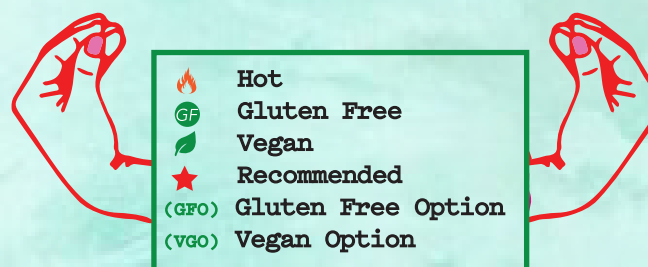 Hot
GF Gluten Free
Vegan
Recommended
(GFO) Gluten Free Option
(VGO) Vegan Option